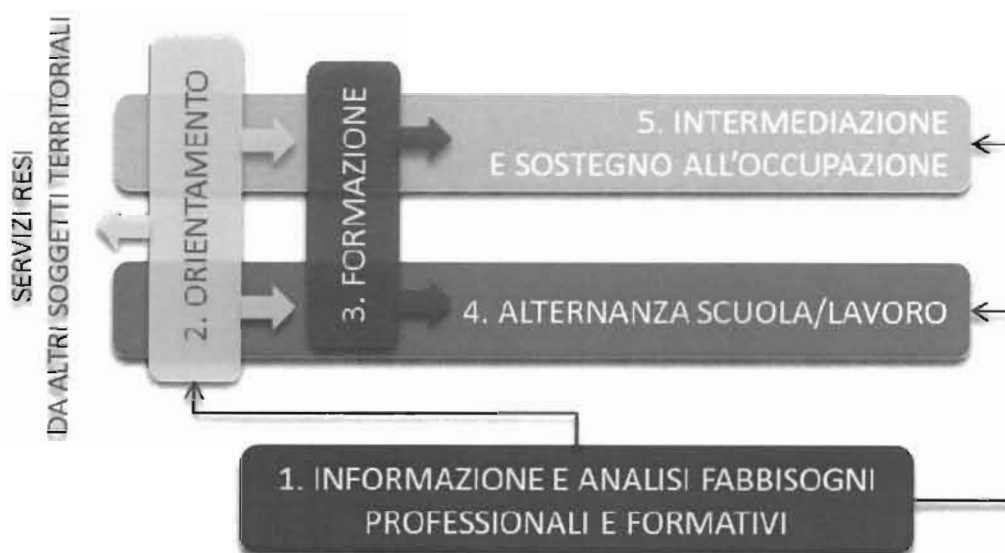 SERVIZI RESI
DA ALTRI SOGGETTI TERRITORIALI
2. ORIENTAMENTO
3. FORMAZIONE
5. INTERMEDIAZIONE
E SOSTEGNO ALL'OCCUPAZIONE
4. ALTERNANZA SCUOLA/LAVORO
1. INFORMAZIONE E ANALISI FABBISOGNI
PROFESSIONALI E FORMATIVI